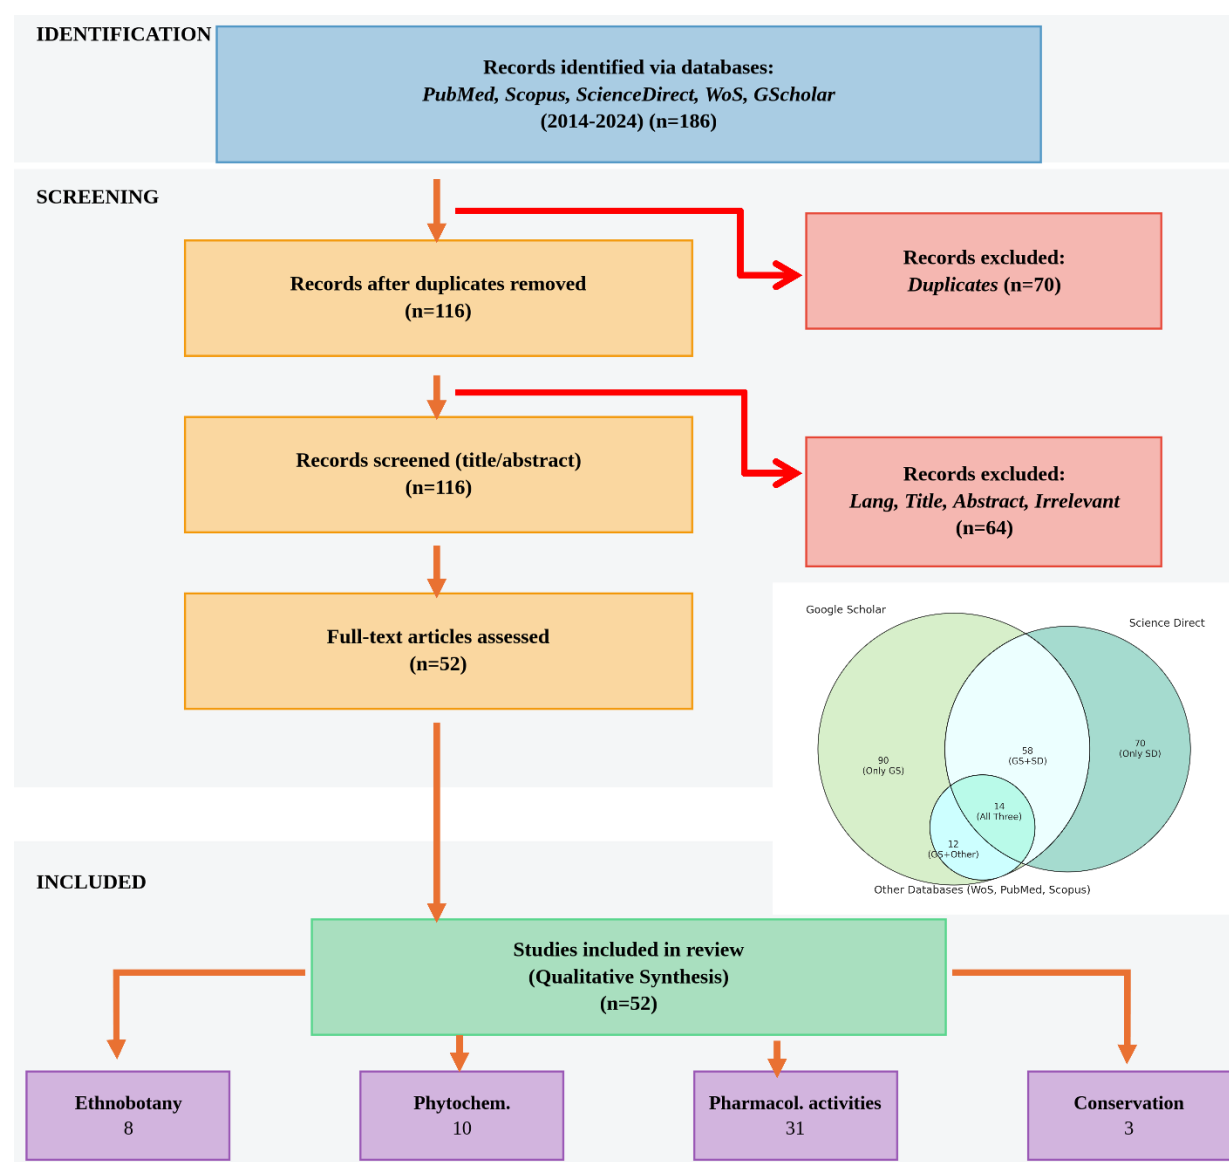 IDENTIFICATION
Records identified via databases:
PubMed, Scopus, ScienceDirect, WoS, GScholar
(2014-2024) (n=186)
SCREENING
Records excluded:
Duplicates (n=70)
Records after duplicates removed
(n=116)
Records screened (title/abstract)
(n=116)
Records excluded:
Lang, Title, Abstract, Irrelevant
(n=64)
Full-text articles assessed
(n=52)
Google Scholar
Science Direct
90
(Only GS)
58
(GS+SD)
70
(Only SD)
14
(All Three)
12
(GS+Other)
Other Databases (WoS, PubMed, Scopus)
INCLUDED
Studies included in review
(Qualitative Synthesis)
(n=52)
Ethnobotany
8
Phytochem.
10
Pharmacol. activities
31
Conservation
3